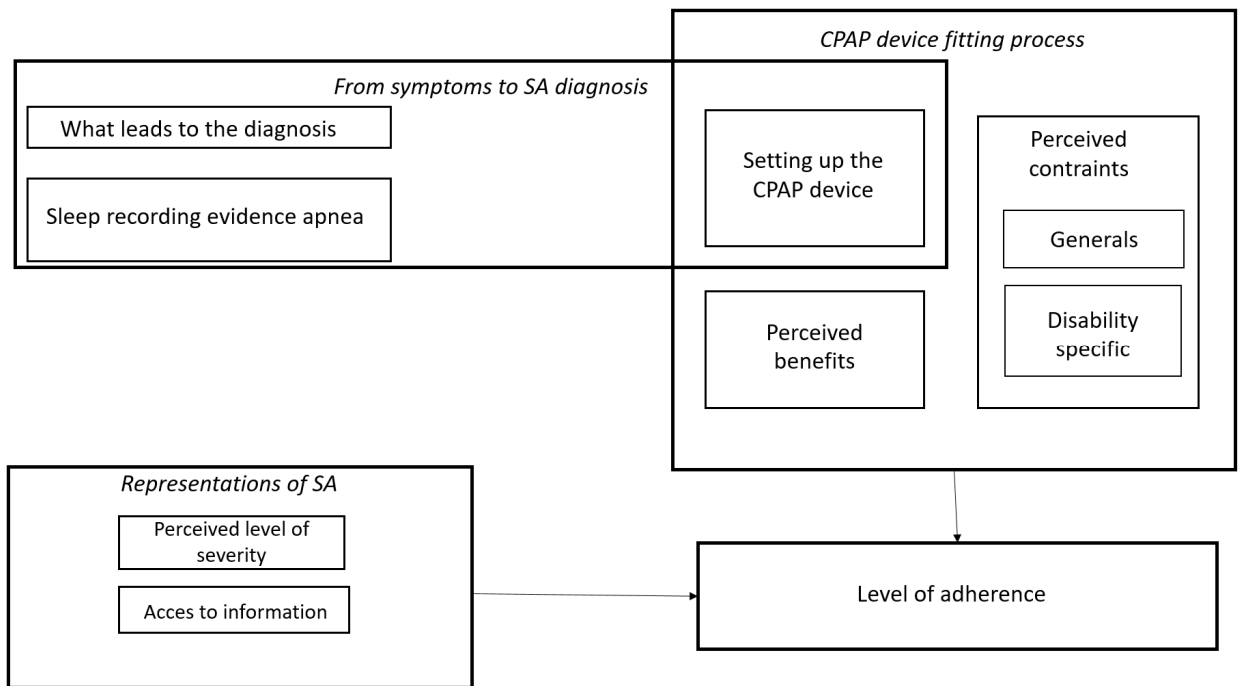 CPAP device fitting process
From symptoms to SA diagnosis
What leads to the diagnosis
Sleep recording evidence apnea
Setting up the
CPAP device
Perceived
contraints
Generals
Disability
specific
Perceived
benefits
Representations of SA
Perceived level of
severity
Acces to information
Level of adherence